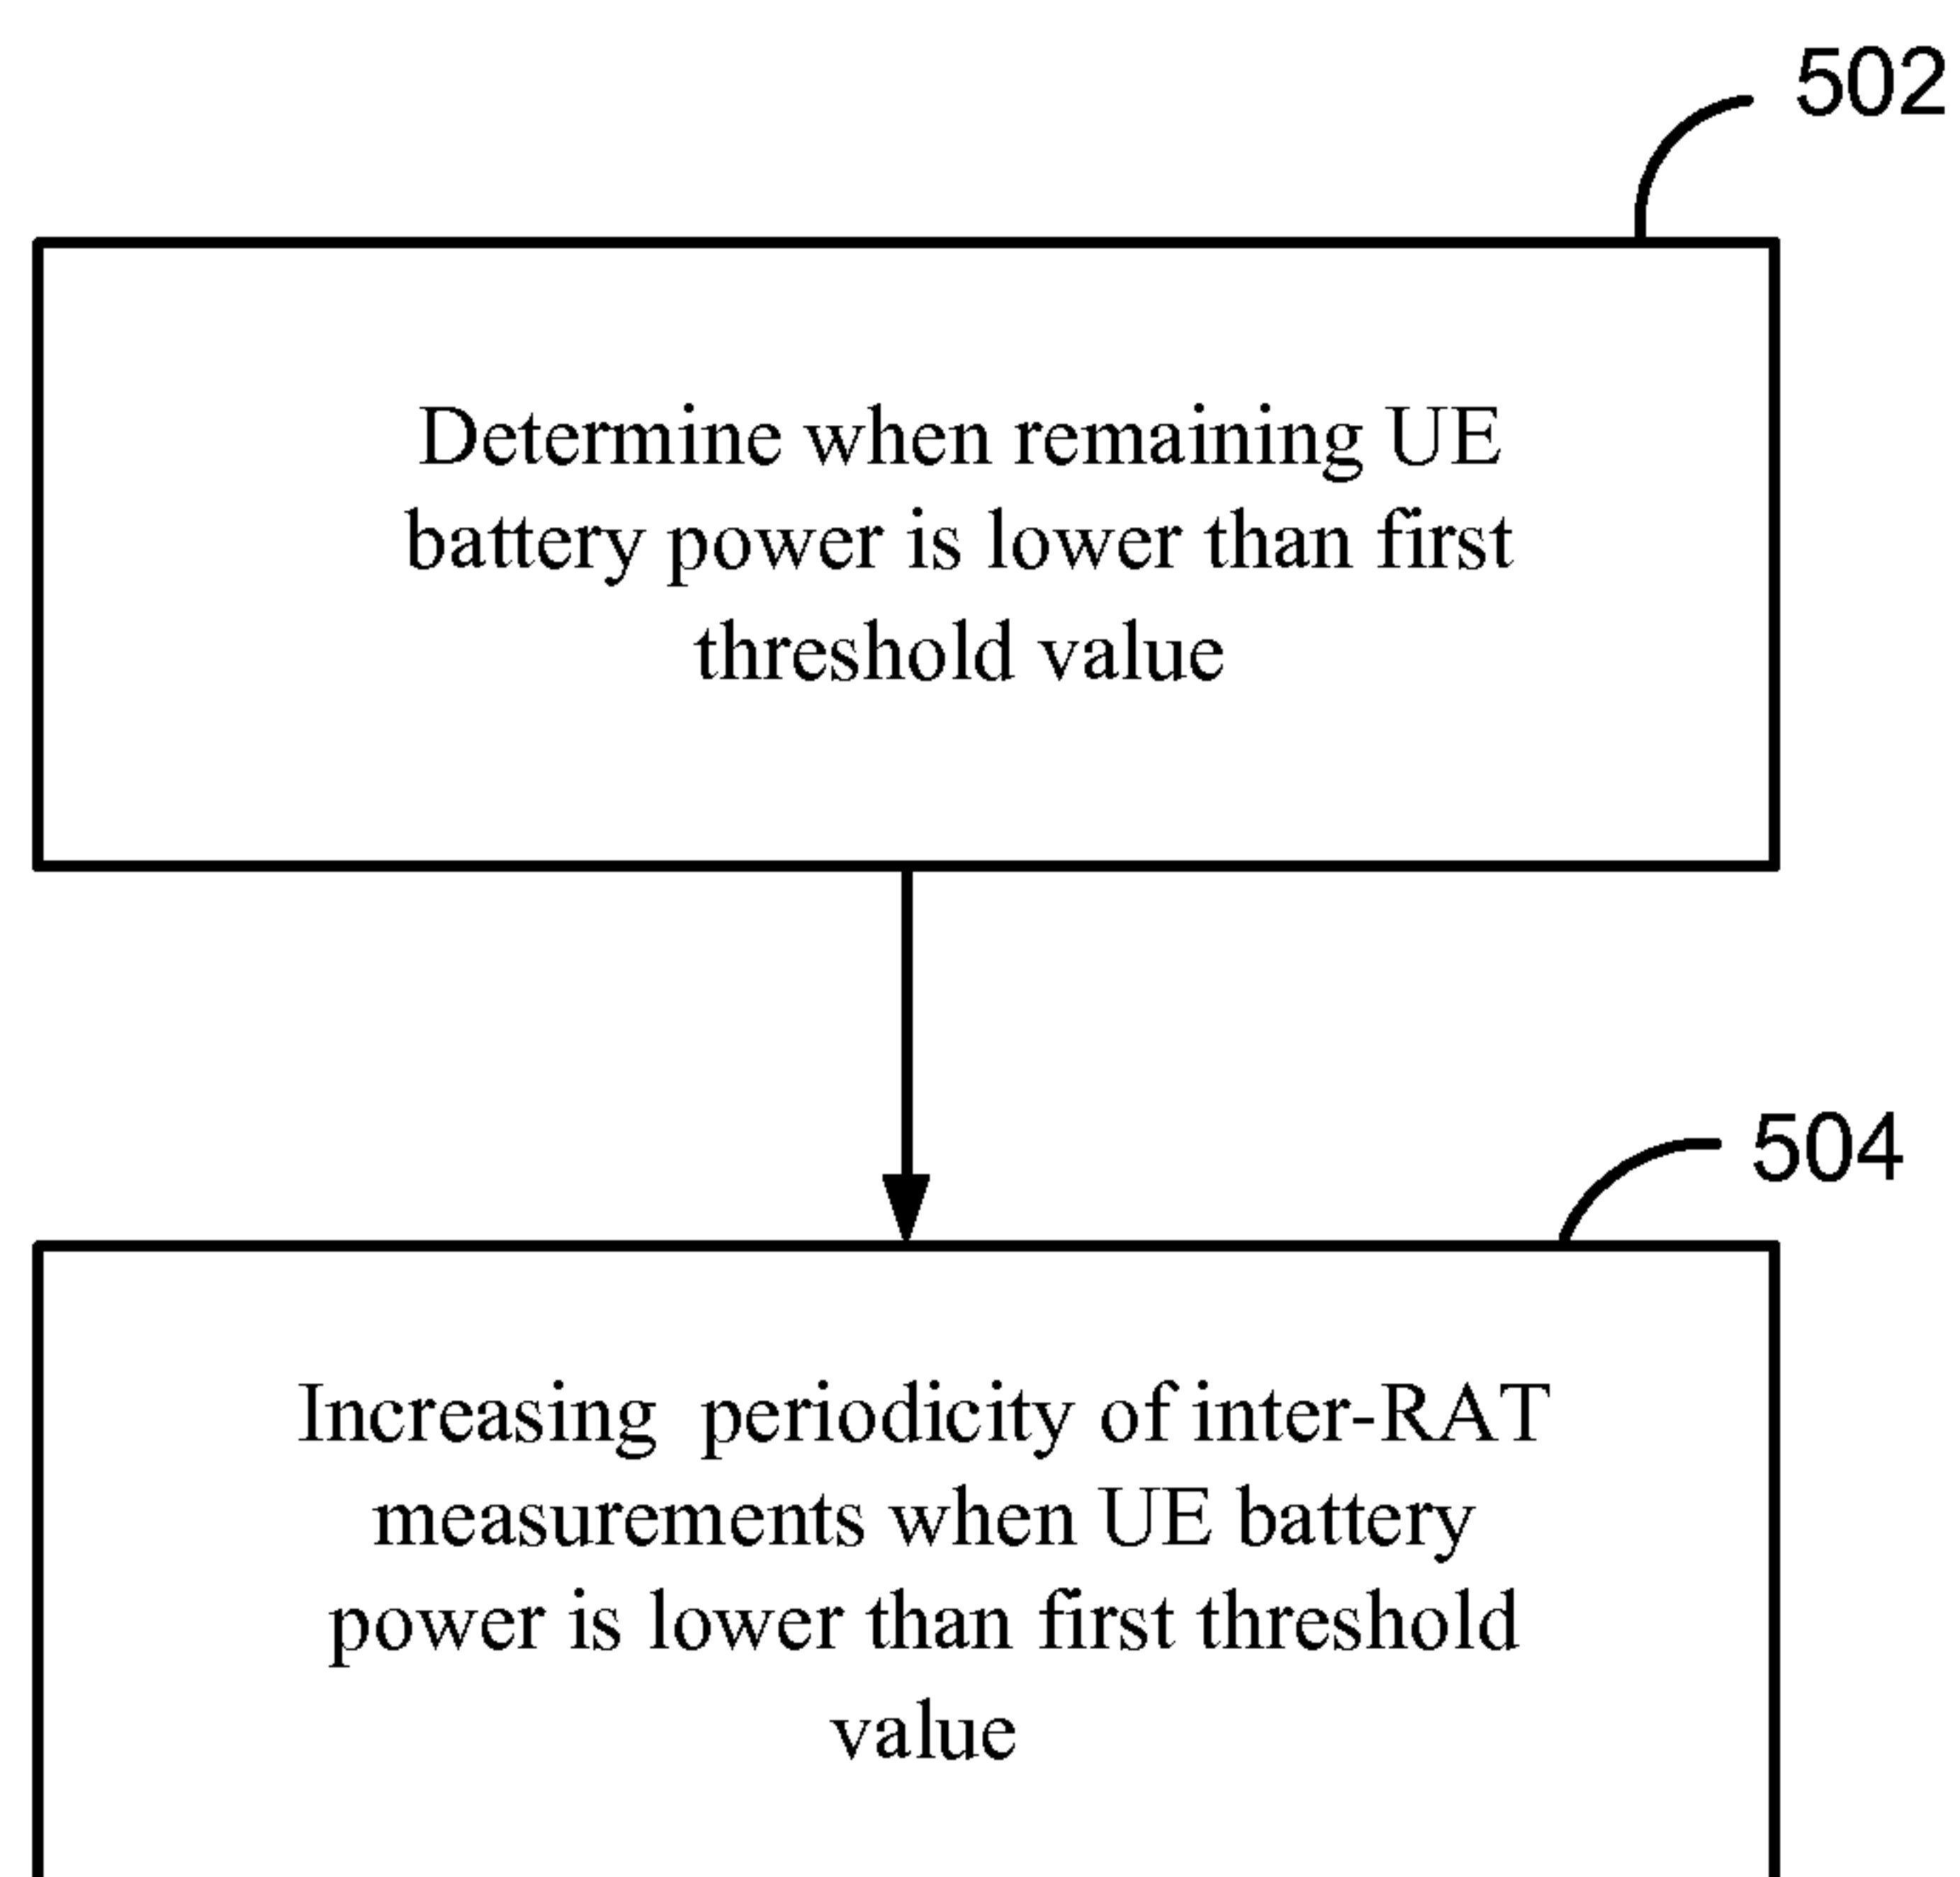 502
Determine when remaining UE
battery power is lower than first
threshold value
504
Increasing periodicity of inter-RAT
measurements when UE battery
power is lower than first threshold
value